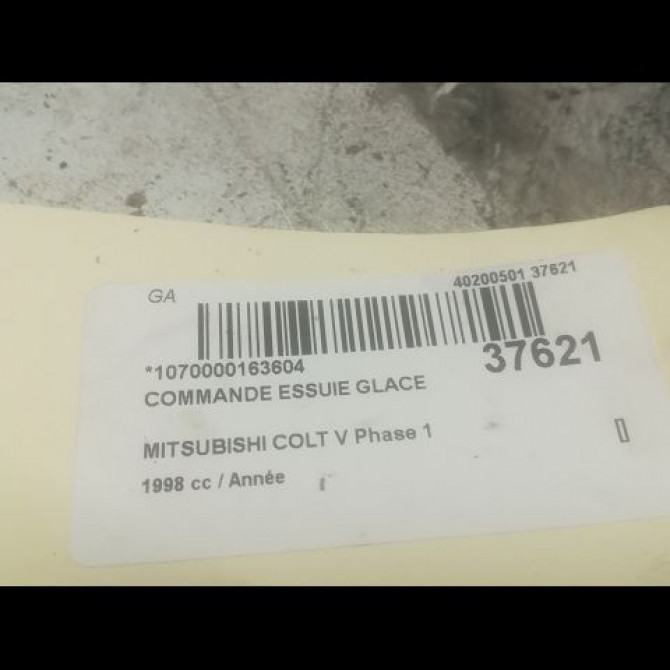 GA
40200501 37621
*1070000163604
37621
COMMANDE ESSUIE GLACE
MITSUBISHI COLT V Phase 1
1998 cc / Année